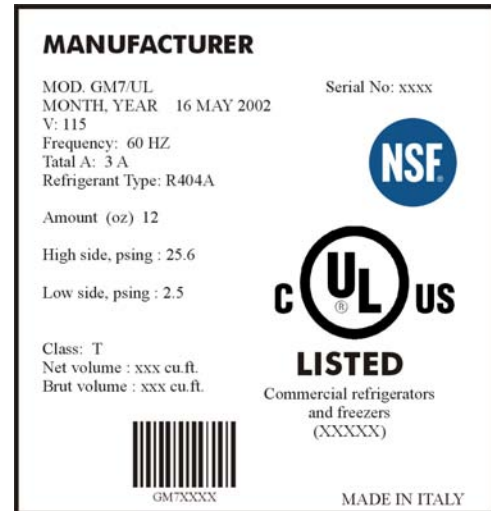 MANUFACTURER
MOD. GM7/UL
Serial No: xxxx
MONTH, YEAR 16 MAY 2002
V: 115
Frequency: 60 HZ
Tatal A: 3 A
Refrigerant Type: R404A
NSF®
Amount (oz) 12
High side, psing : 25.6
Low side, psing : 2.5
C UL® US
LISTED
Class: T
Net volume : xxx cu.ft.
Brut volume : xxx cu.ft.
Commercial refrigerators
and freezers
(XXXXX)
GM7XXXX
MADE IN ITALY